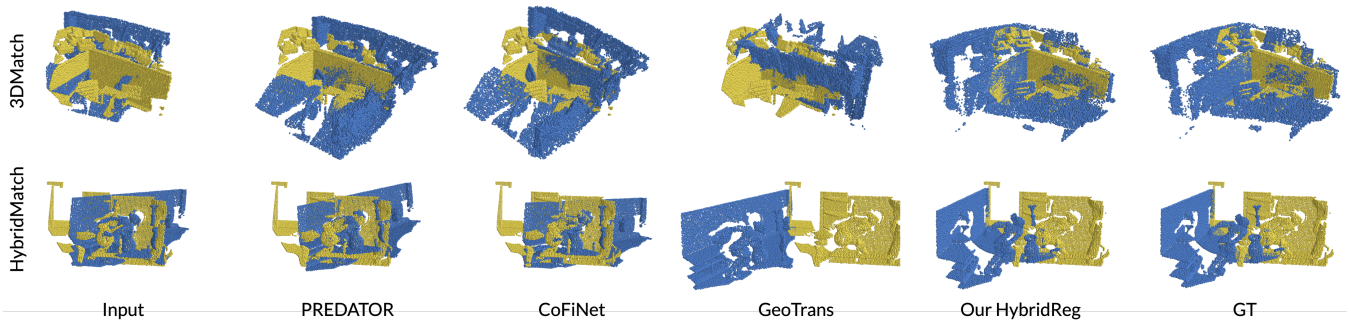 3DMatch
HybridMatch
Input PREDATOR CoFiNet GeoTrans Our HybridReg GT